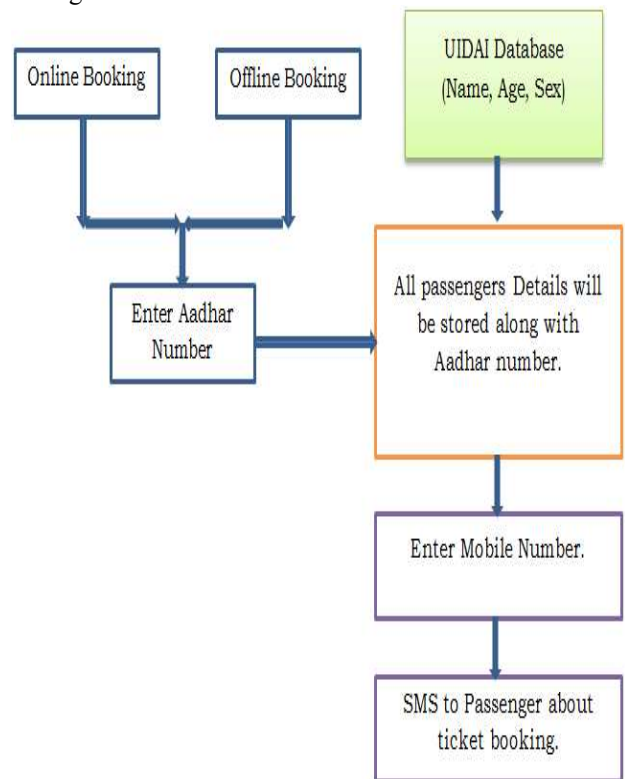 Online Booking
Offline Booking
UIDAI Database
(Name, Age, Sex)
Enter Aadhar
Number
All passengers Details will
be stored along with
Aadhar number.
Enter Mobile Number.
SMS to Passenger about
ticket booking.